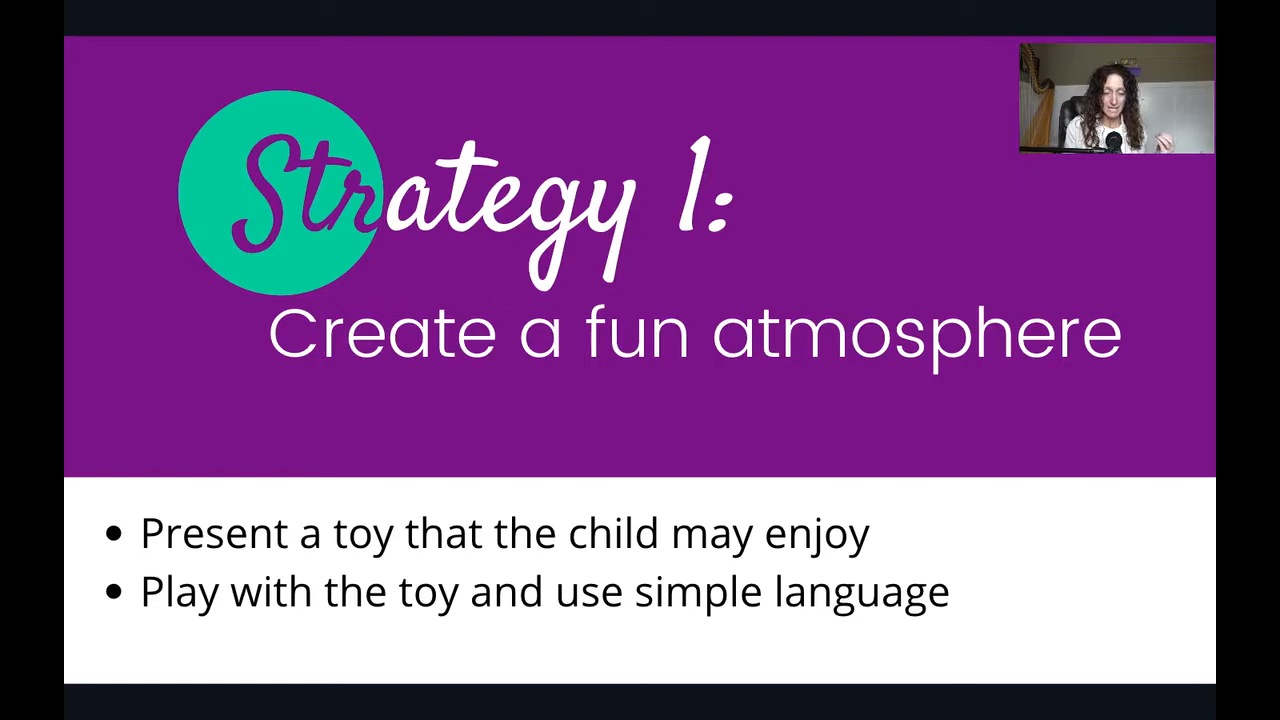 Strategy 1:
Create a fun atmosphere
• Present a toy that the child may enjoy
• Play with the toy and use simple language